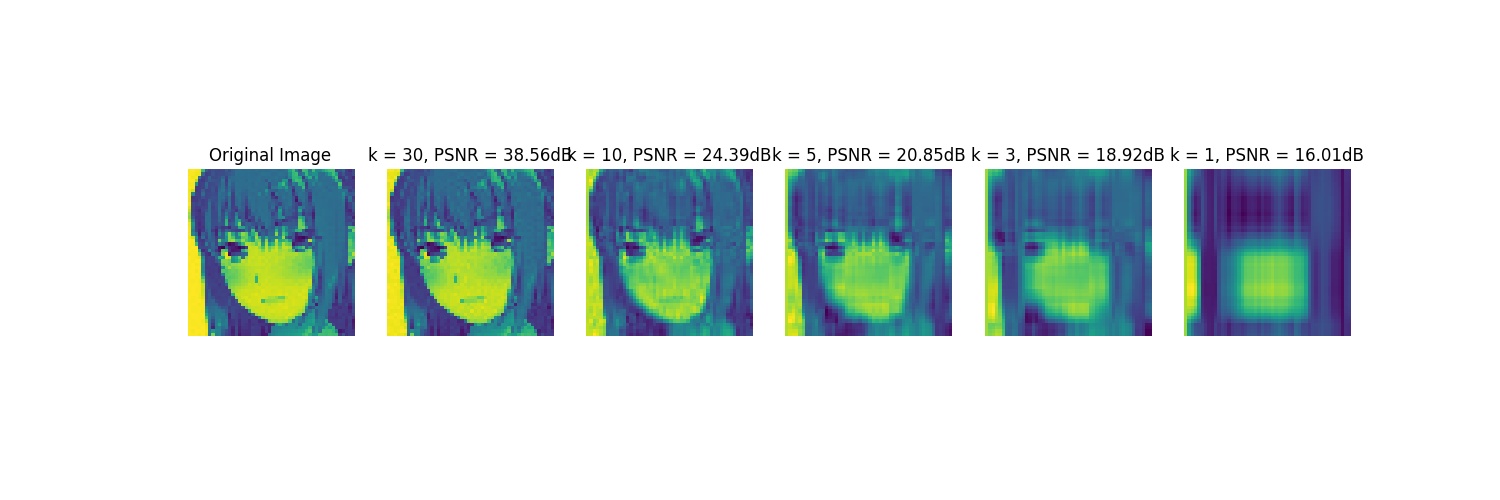 Original Image
k = 30, PSNR = 38.56dB
k = 10, PSNR = 24.39dB
k = 5, PSNR = 20.85dB
k = 3, PSNR = 18.92dB
k = 1, PSNR = 16.01dB